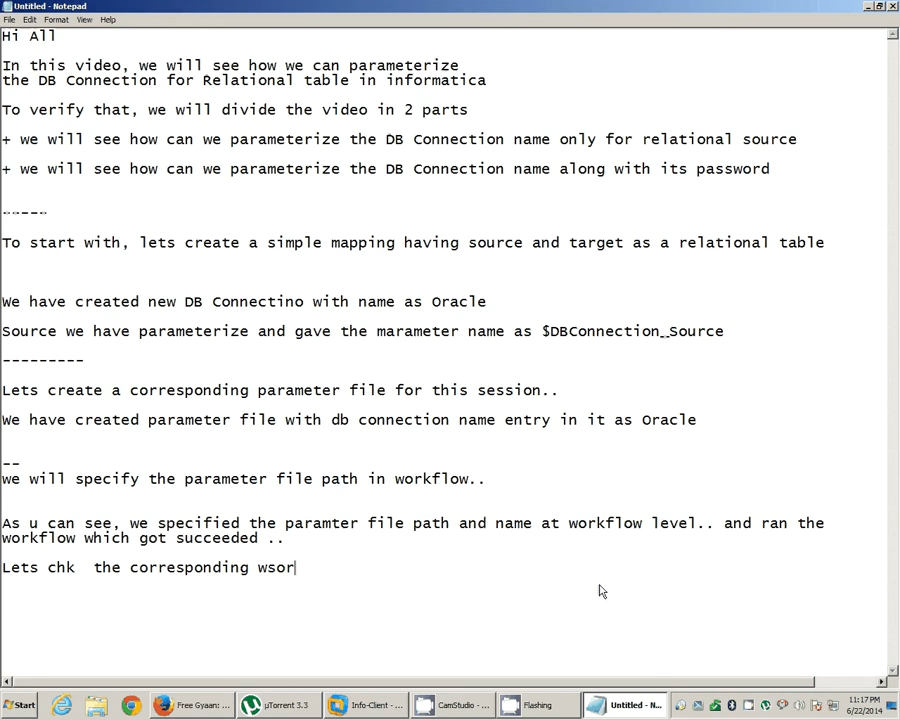 Untitled - Notepad
File Edit Format View Help
Hi All
In this video, we will see how we can parameterize
the DB Connection for Relational table in informatica
To verify that, we will divide the video in 2 parts
+ we will see how can we parameterize the DB Connection name only for relational source
+ we will see how can we parameterize the DB Connection name along with its password
-----
To start with, lets create a simple mapping having source and target as a relational table
We have created new DB Connectino with name as Oracle
Source we have parameterize and gave the marameter name as $DBConnection_Source
---------
Lets create a corresponding parameter file for this session..
We have created parameter file with db connection name entry in it as Oracle
--
we will specify the parameter file path in workflow..
As u can see, we specified the paramter file path and name at workflow level.. and ran the
workflow which got succeeded ..
Lets chk  the corresponding wsor
Start
Free Gyaan: ...
µTorrent 3.3
Info-Client - ...
CamStudio - ...
Flashing
Untitled - N...
11:17 PM
6/22/2014